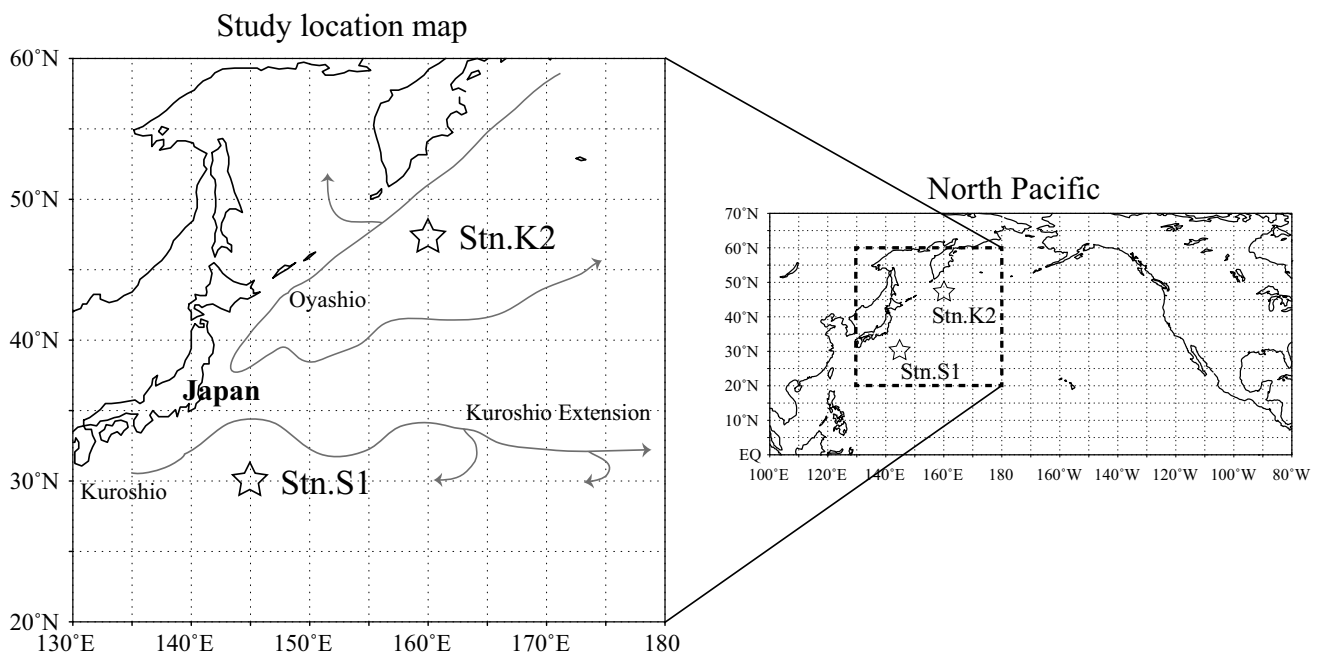 Study location map
60°N
50°N
40°N
30°N
20°N
130°E
140°E
150°E
160°E
170°E
180
Stn.K2
Oyashio
Japan
Kuroshio Extension
Kuroshio
Stn.S1
North Pacific
70°N
60°N
50°N
40°N
30°N
20°N
10°N
EQ
100°E
120°E
140°E
160°E
180
160°W
140°W
120°W
100°W
80°W
Stn.K2
Stn.S1